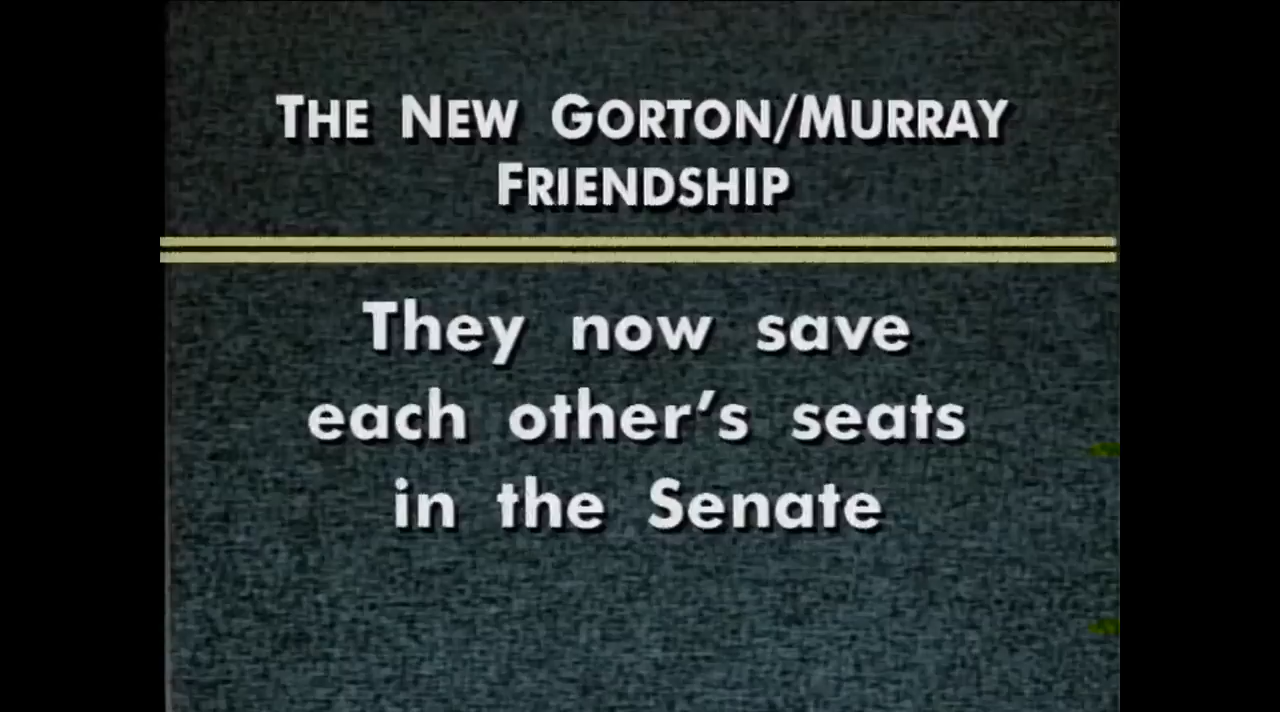 THE NEW GORTON/MURRAY
FRIENDSHIP
They now save
each other's seats
in the Senate